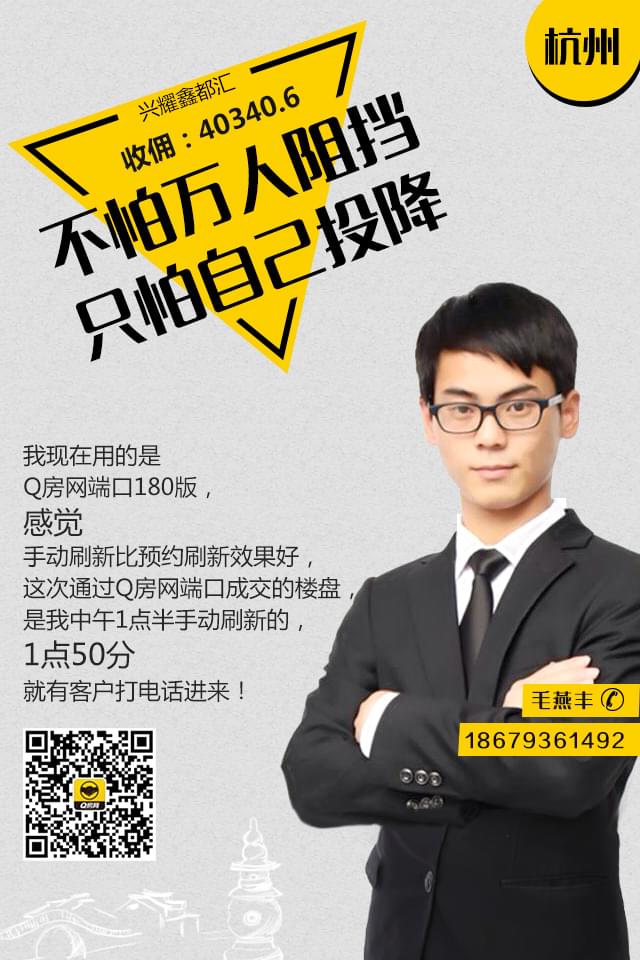 杭州
兴耀鑫都汇
收佣：40340.6
不怕万人阻挡
只怕自己投降
我现在用的是
Q房网端口180版，
感觉
手动刷新比预约刷新效果好，
这次通过Q房网端口成交的楼盘，
是我中午1点半手动刷新的，
1点50分
就有客户打电话进来！
毛燕丰
18679361492
Q房网